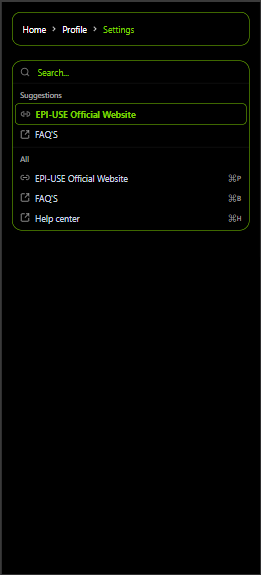 Home > Profile > Settings
Search...
Suggestions
EPI-USE Official Website
FAQ'S
All
EPI-USE Official Website ⌘P
FAQ'S ⌘B
Help center ⌘H